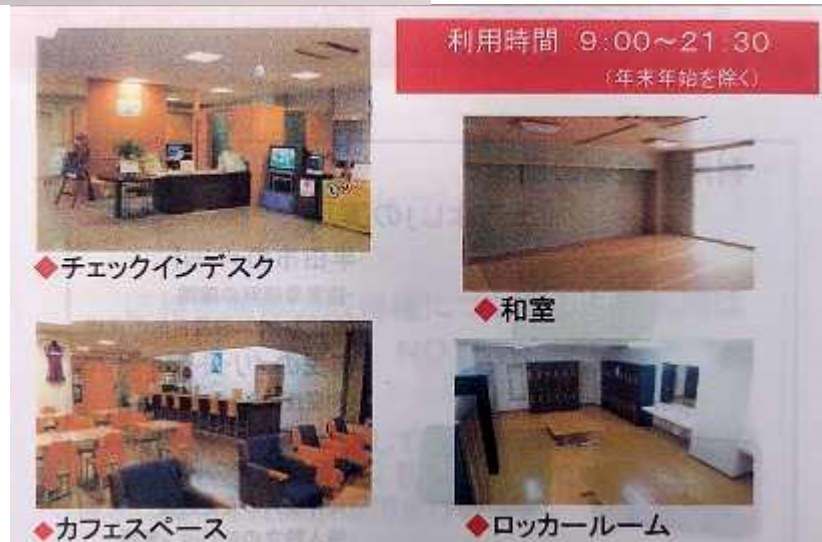 利用時間 9:00~21:30
(年末年始を除く)
◆チェックインデスク
◆和室
◆カフェスペース
◆ロッカールーム